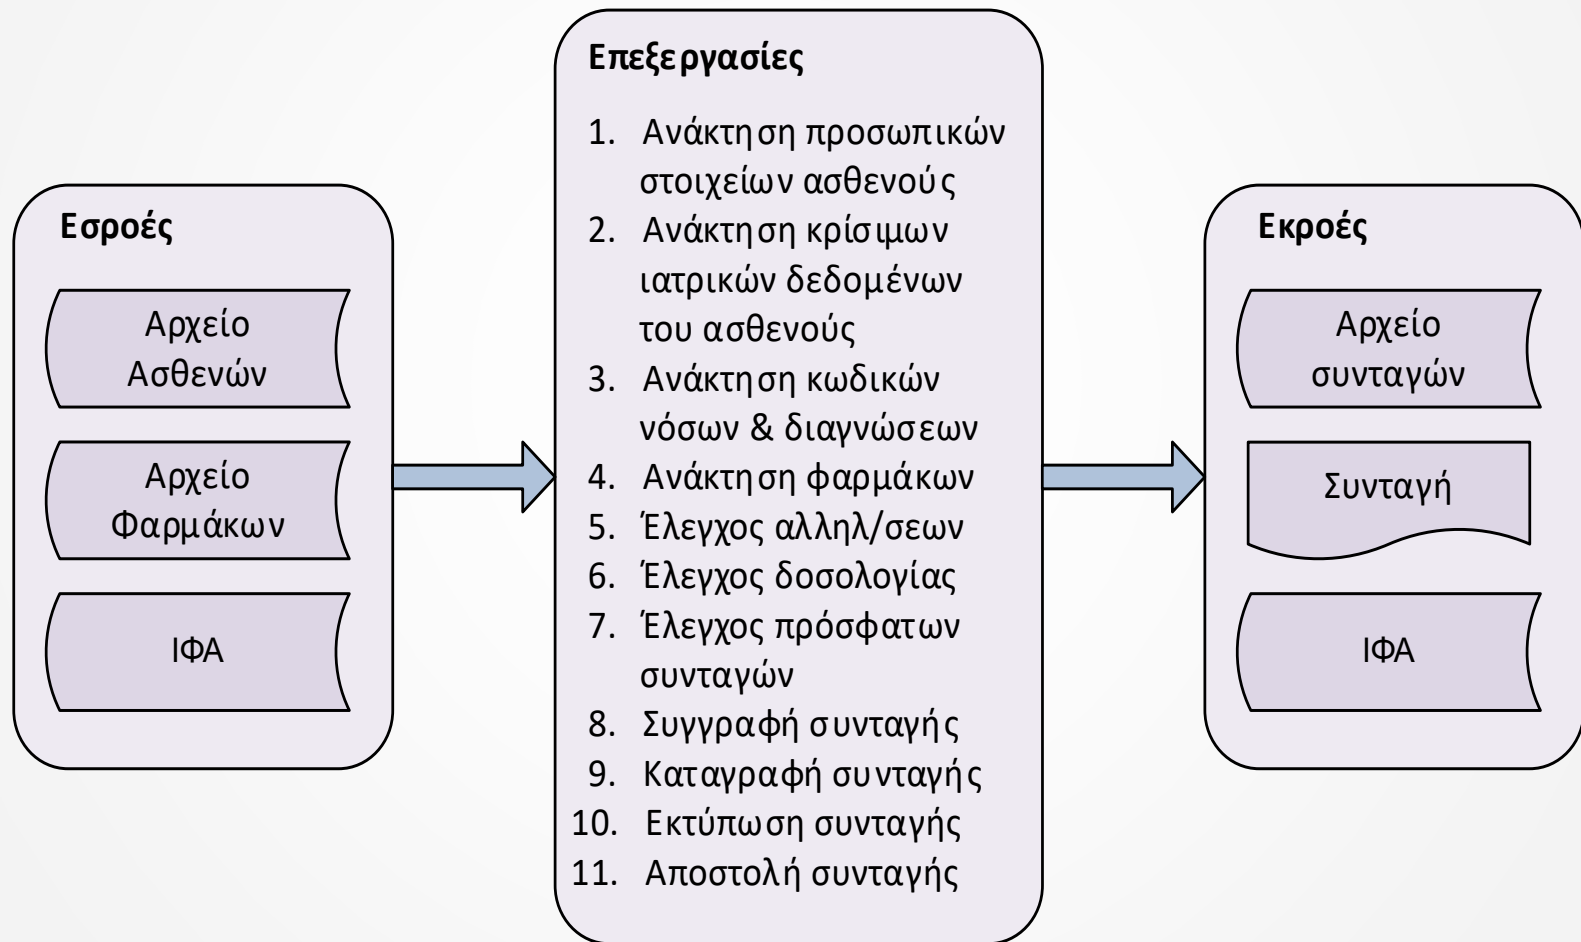 Εσροές
Αρχείο
Ασθενών
Αρχείο
Φαρμάκων
ΙΦΑ
Επεξεργασίες
1. Ανάκτηση προσωπικών
στοιχείων ασθενούς
2. Ανάκτηση κρίσιμων
ιατρικών δεδομένων
του ασθενούς
3. Ανάκτηση κωδικών
νόσων & διαγνώσεων
4. Ανάκτηση φαρμάκων
5. Έλεγχος αλληλ/σεων
6. Έλεγχος δοσολογίας
7. Έλεγχος πρόσφατων
συνταγών
8. Συγγραφή συνταγής
9. Καταγραφή συνταγής
10. Εκτύπωση συνταγής
11. Αποστολή συνταγής
Εκροές
Αρχείο
συνταγών
Συνταγή
ΙΦΑ